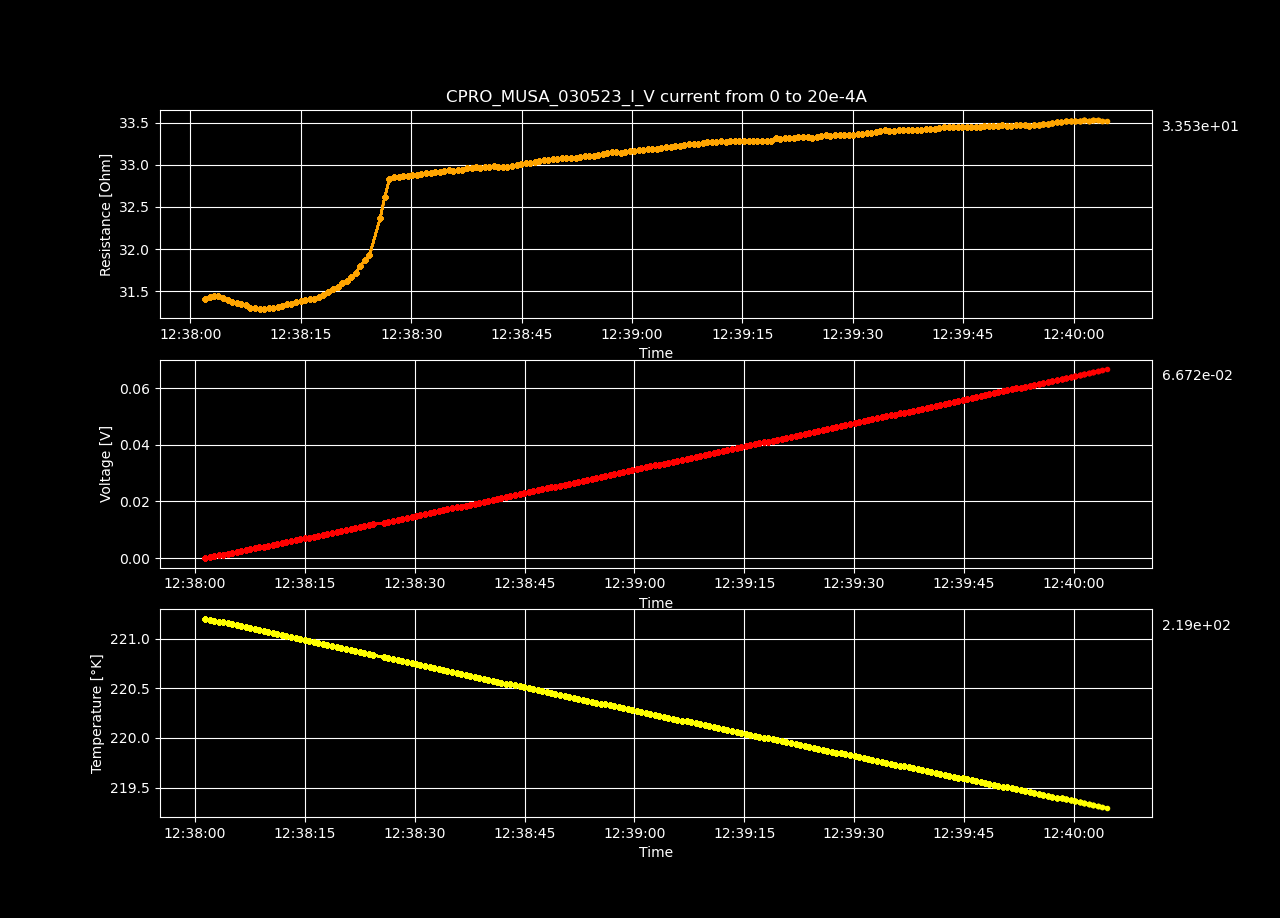 CPRO_MUSA_030523_I_V current from 0 to 20e-4A
33.5
33.0
32.5
32.0
31.5
Resistance [Ohm]
3.353e+01
12:38:00 12:38:15 12:38:30 12:38:45 12:39:00 12:39:15 12:39:30 12:39:45 12:40:00
Time
0.06
0.04
0.02
0.00
Voltage [V]
6.672e-02
12:38:00 12:38:15 12:38:30 12:38:45 12:39:00 12:39:15 12:39:30 12:39:45 12:40:00
Time
221.0
220.5
220.0
219.5
Temperature [°K]
2.19e+02
12:38:00 12:38:15 12:38:30 12:38:45 12:39:00 12:39:15 12:39:30 12:39:45 12:40:00
Time